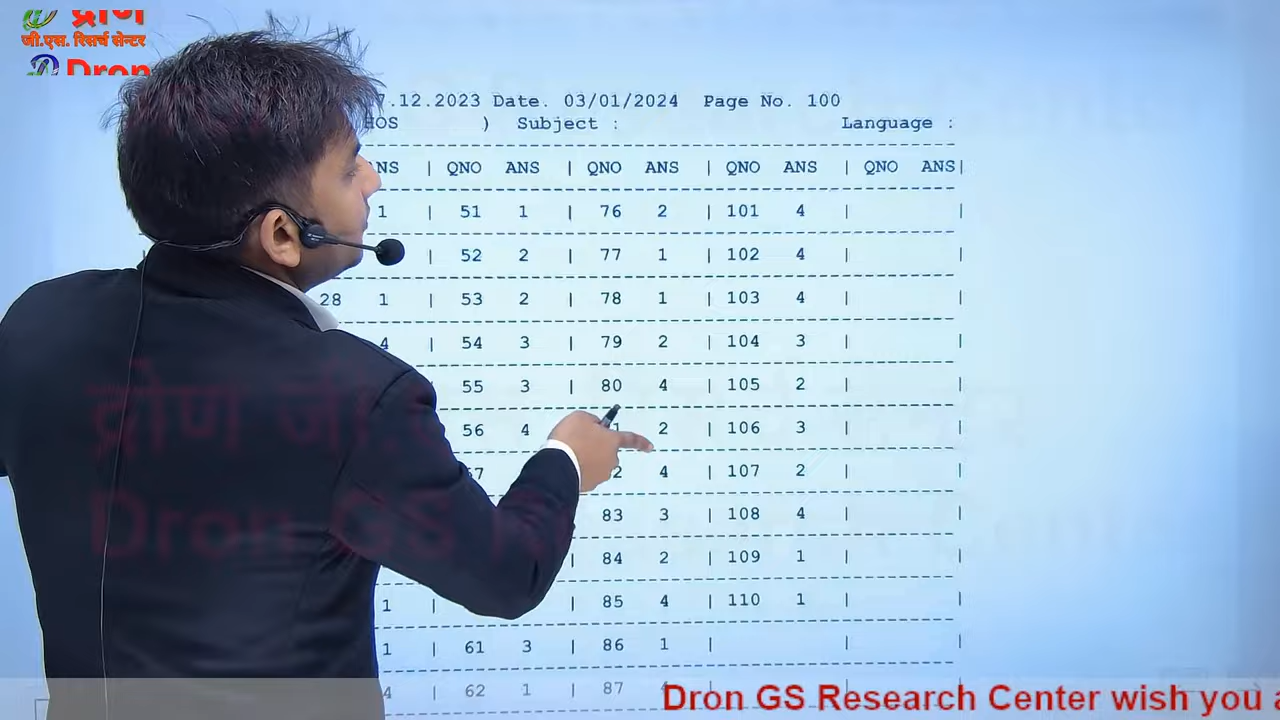 द्रोण
जी.एस. रिसर्च सेन्टर
Dron
7.12.2023 Date. 03/01/2024 Page No. 100
HOS ) Subject : Language :
ANS | QNO ANS | QNO ANS | QNO ANS | QNO ANS|
1 | 51 1 | 76 2 | 101 4 | |
| 52 2 | 77 1 | 102 4 | |
28 1 | 53 2 | 78 1 | 103 4 | |
4 | 54 3 | 79 2 | 104 3 | |
55 3 | 80 4 | 105 2 | |
56 4 2 | 106 3 | |
4 | 107 2 | |
83 3 | 108 4 | |
| 84 2 | 109 1 | |
1 | | 85 4 | 110 1 | |
1 | 61 3 | 86 1 | | |
4 | 62 1 | 87
द्रोण जी.
Dron GS
Dron GS Research Center wish you a